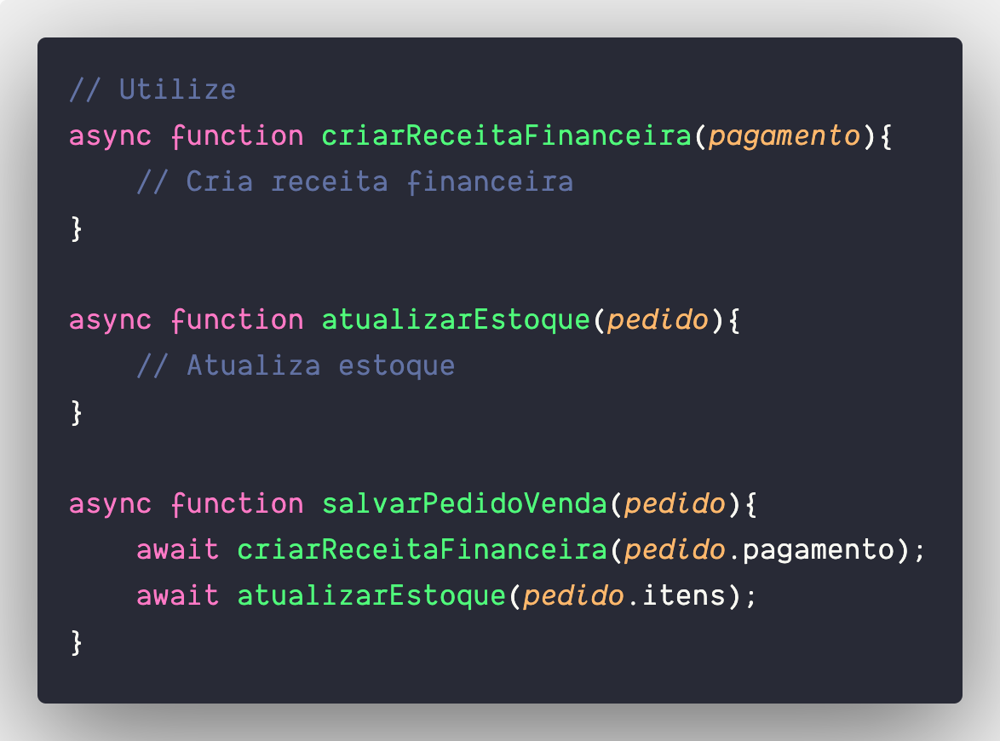 // Utilize
async function criarReceitaFinanceira(pagamento){
    // Cria receita financeira
}

async function atualizarEstoque(pedido){
    // Atualiza estoque
}

async function salvarPedidoVenda(pedido){
    await criarReceitaFinanceira(pedido.pagamento);
    await atualizarEstoque(pedido.itens);
}